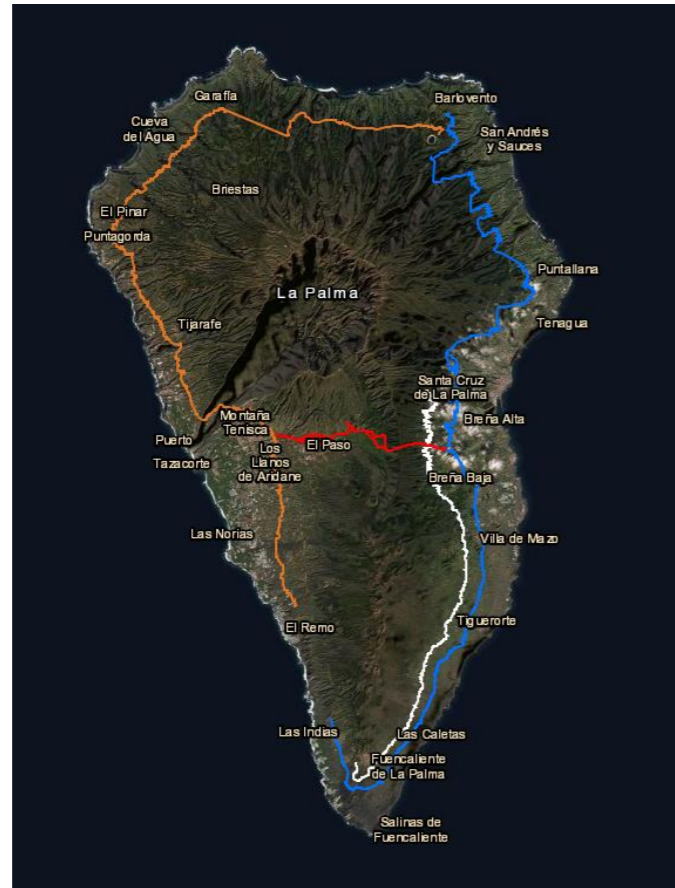 Garafía
Barlovento
Cueva
del Agua
San Andrés
y Sauces
Briestas
El Pinar
Puntagorda
Puntallana
La Palma
Tijarafe
Tenagua
Santa Cruz
de La Palma
Montaña
Tenisca
Breña Alta
Puerto
El Paso
Los
Llanos
de Aridane
Tazacorte
Breña Baja
Las Norias
Villa de Mazo
El Remo
Tiguerorte
Las Indias
Las Caletas
Fuencaliente
de La Palma
Salinas de
Fuencaliente